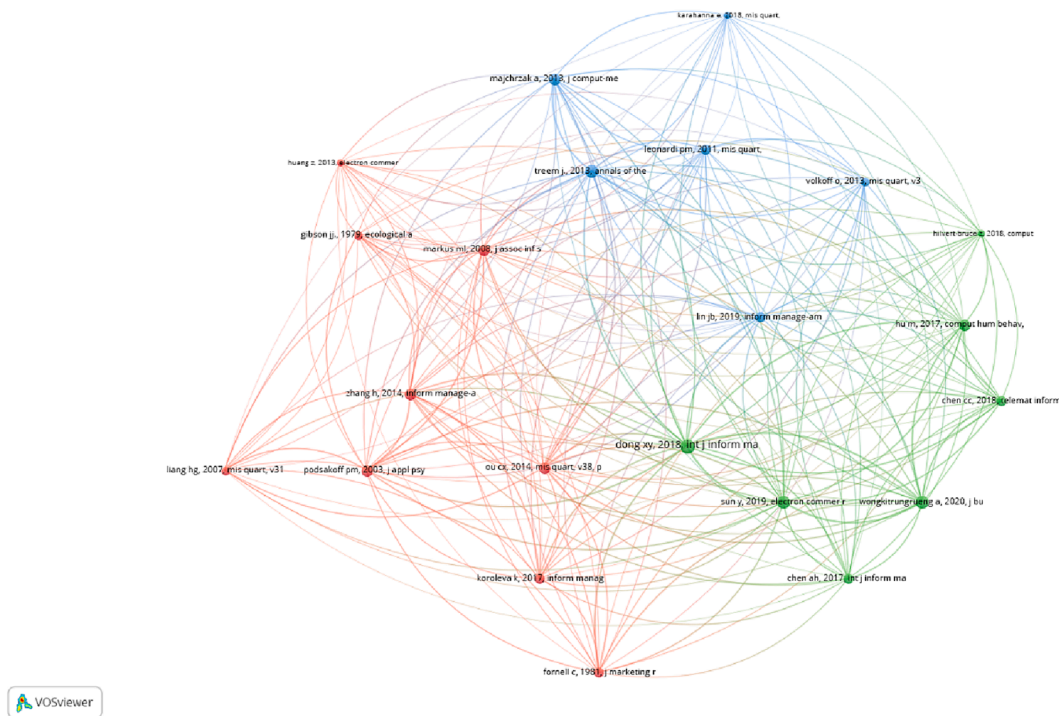 karahanna e. 2018, mis quart.
majchrzak a, 2013, j comput-me
leonardi pm, 2011, mis quart,
huang z. 2013, electron commer
treem j., 2013, annals of the
volkoff o, 2013, mis quart, v3
gibson jj., 1979, ecological a
hilvert-bruce z, 2018, comput
markus ml, 2008, j assoc inf s
lin jb, 2019, inform manage-am
hu m, 2017, comput hum behav,
zhang h, 2014, inform manage-a
chen cc, 2018, telemat inform
dong xy, 2018, int j inform ma
liang hg, 2007, mis quart, v31
podsakoff pm, 2003, j appl psy
ou cx, 2014, mis quart, v38, p
sun y, 2019, electron commer r
wongkitrungrueng a, 2020, j bu
koroleva k, 2017, inform manag
chen ah, 2017, int j inform ma
fornell c, 1981, j marketing r
VOSviewer